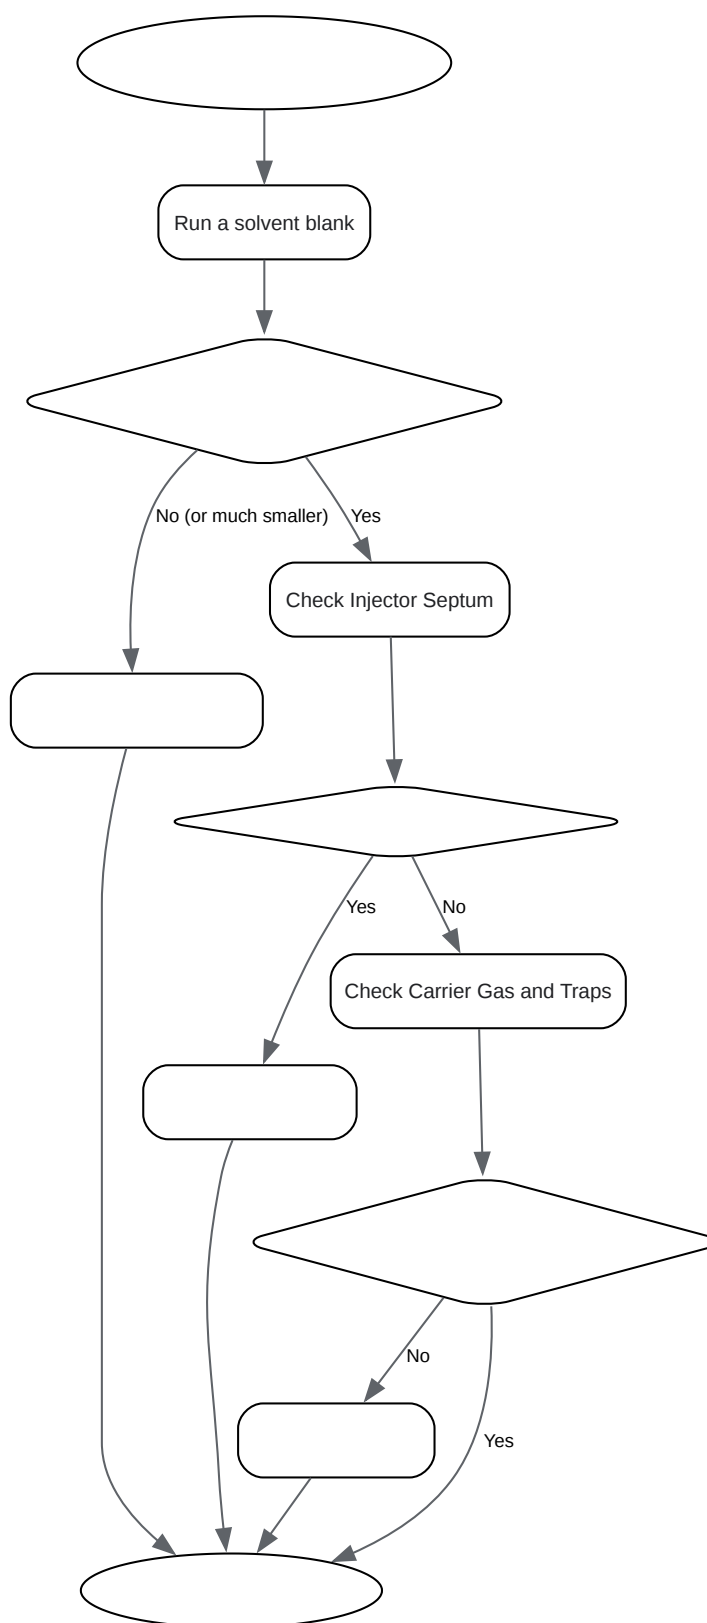 Run a solvent blank
No (or much smaller)
Yes
Check Injector Septum
Yes
No
Check Carrier Gas and Traps
No
Yes